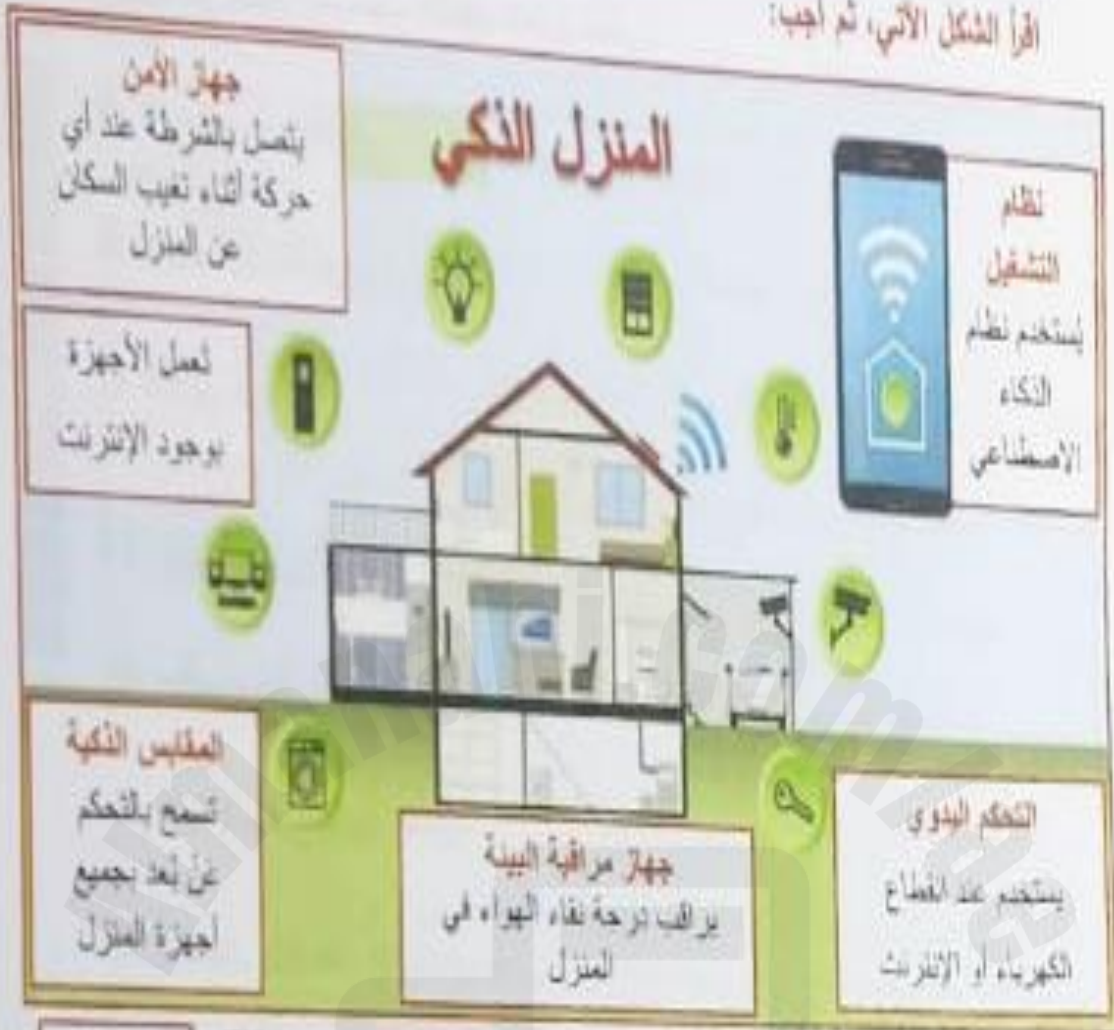 اقرأ الشكل الآتي، ثم أجب:
المنزل الذكي
جهاز الأمن
يتصل بالشرطة عند أي
حركة أثناء تغيب السكان
عن المنزل
نظام
التشغيل
يستخدم نظام
الذكاء
الاصطناعي
تعمل الأجهزة
بوجود الإنترنت
المقابس الذكية
تسمح بالتحكم
عن بُعد بجميع
أجهزة المنزل
جهاز مراقبة البيئة
يراقب درجة نقاء الهواء في
المنزل
التحكم اليدوي
يستخدم عند انقطاع
الكهرباء أو الإنترنت